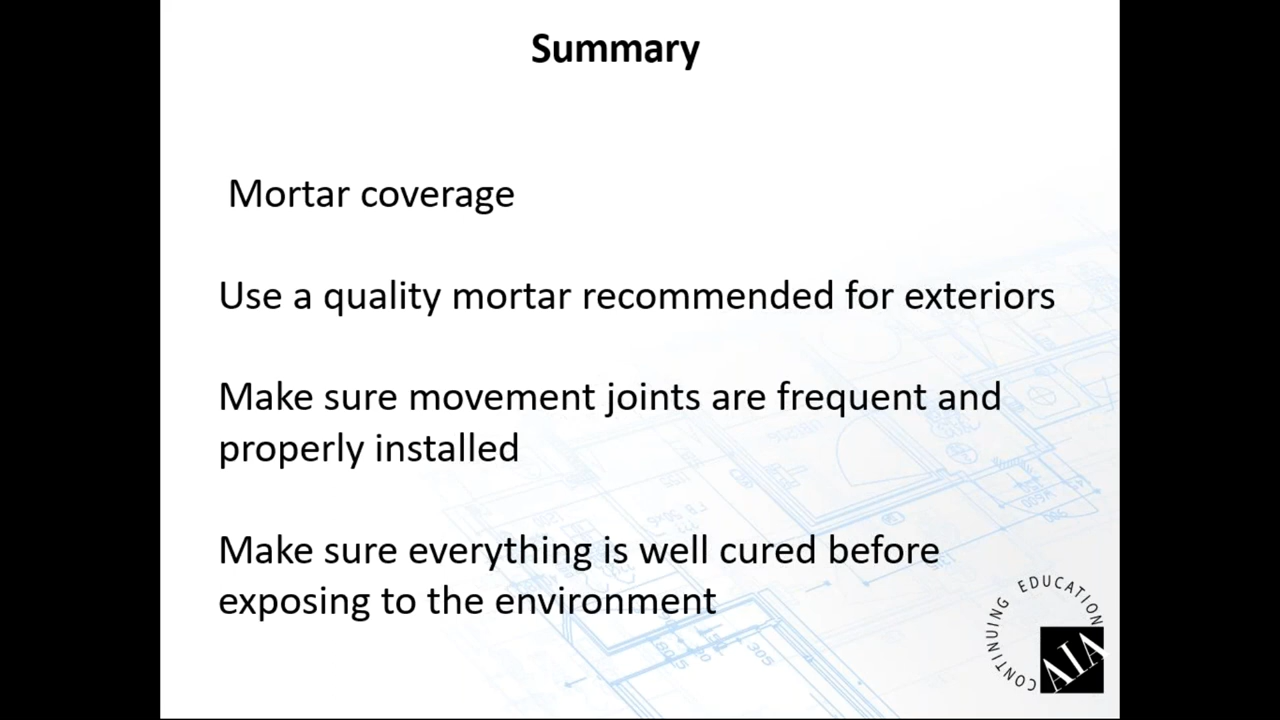 Summary
Mortar coverage
Use a quality mortar recommended for exteriors
Make sure movement joints are frequent and
properly installed
Make sure everything is well cured before
exposing to the environment
CONTINUING EDUCATION
AIA
305